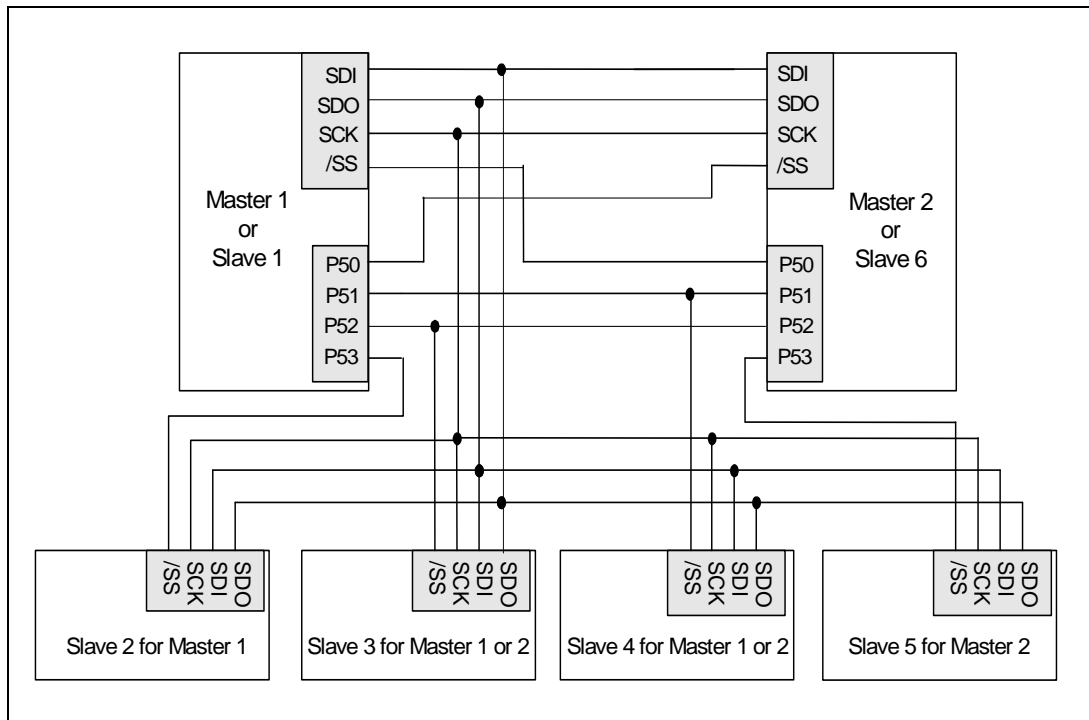 SDI
SDO
SCK
/SS
Master 1
or
Slave 1
P50
P51
P52
P53
SDI
SDO
SCK
/SS
Master 2
or
Slave 6
P50
P51
P52
P53
/SS
SCK
SDI
SDO
Slave 2 for Master 1
/SS
SCK
SDI
SDO
Slave 3 for Master 1 or 2
/SS
SCK
SDI
SDO
Slave 4 for Master 1 or 2
/SS
SCK
SDI
SDO
Slave 5 for Master 2